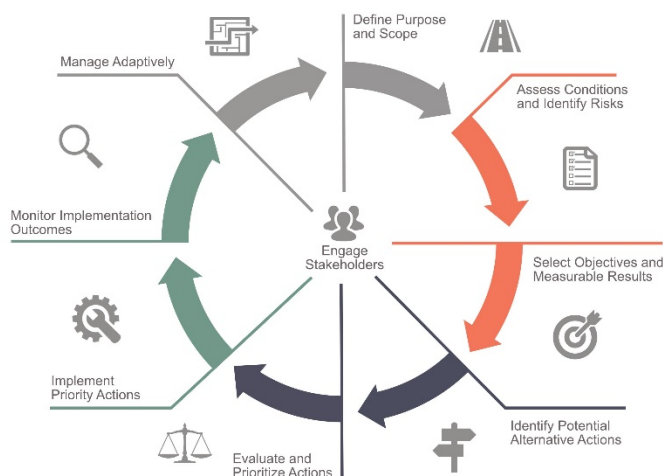 Define Purpose
and Scope
Assess Conditions
and Identify Risks
Select Objectives and
Measurable Results
Identify Potential
Alternative Actions
Evaluate and
Prioritize Actions
Implement
Priority Actions
Monitor Implementation
Outcomes
Manage Adaptively
Engage
Stakeholders